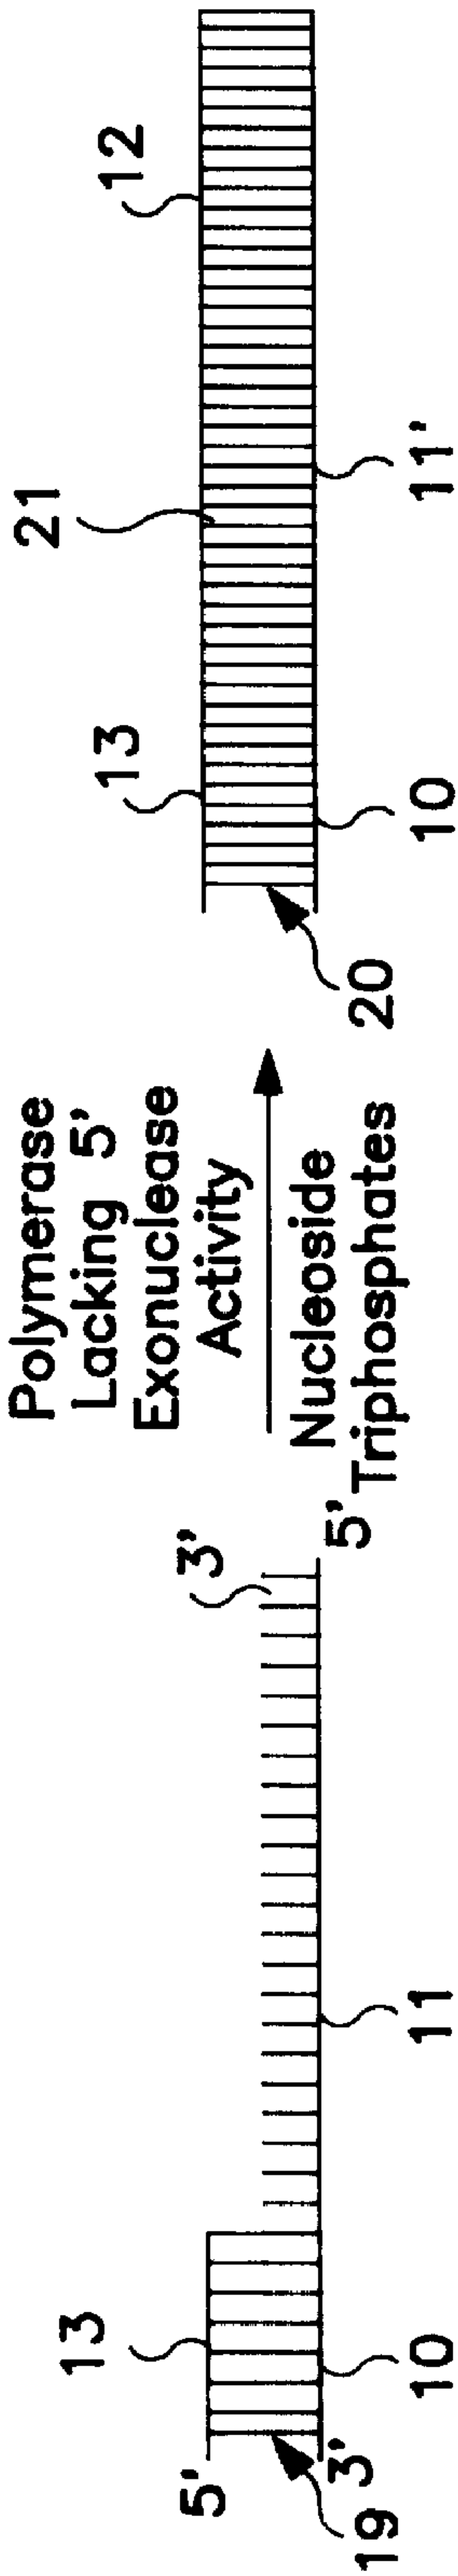 13
5'
3'
19
10
11
3'
5'
Polymerase
Lacking 5'
Exonuclease
Activity
Nucleoside
Triphosphates
13
21
12
20
10
11'